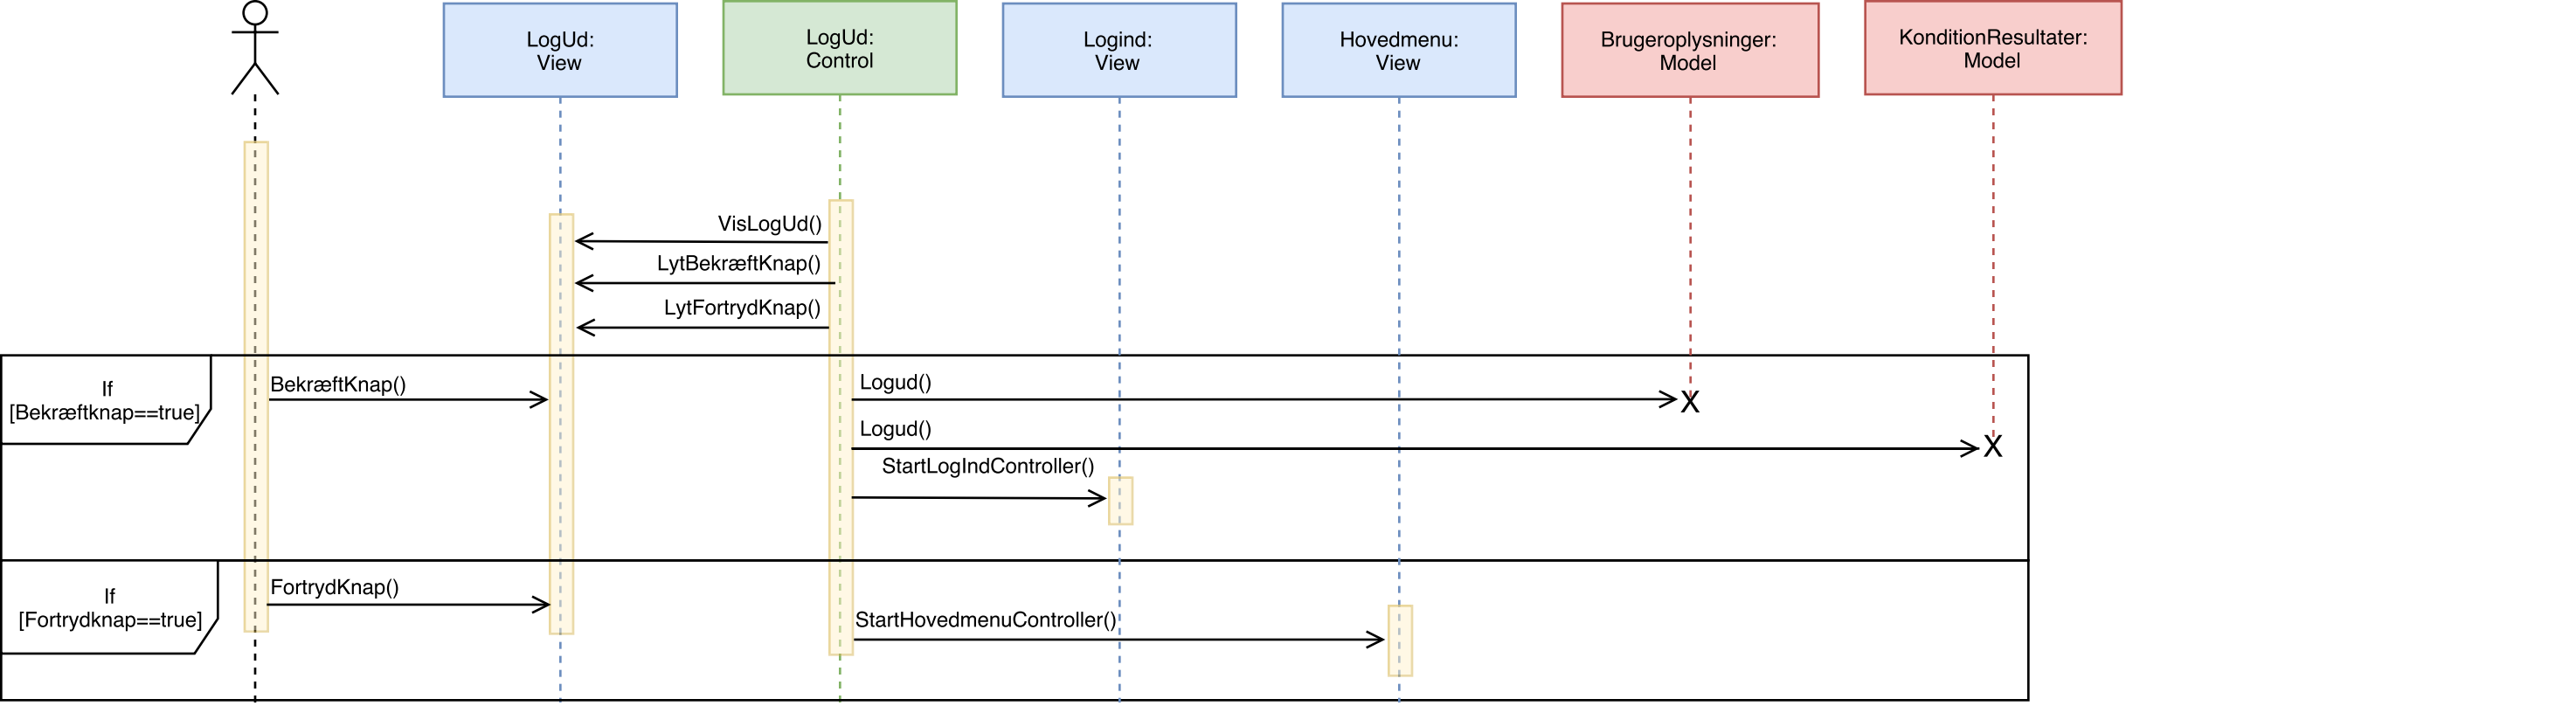 LogUd:
View
LogUd:
Control
Logind:
View
Hovedmenu:
View
Brugeroplysninger:
Model
KonditionResultater:
Model
VisLogUd()
LytBekræftKnap()
LytFortrydKnap()
If
[Bekræftknap==true]
BekræftKnap()
Logud()
X
Logud()
X
StartLogIndController()
If
[Fortrydknap==true]
FortrydKnap()
StartHovedmenuController()